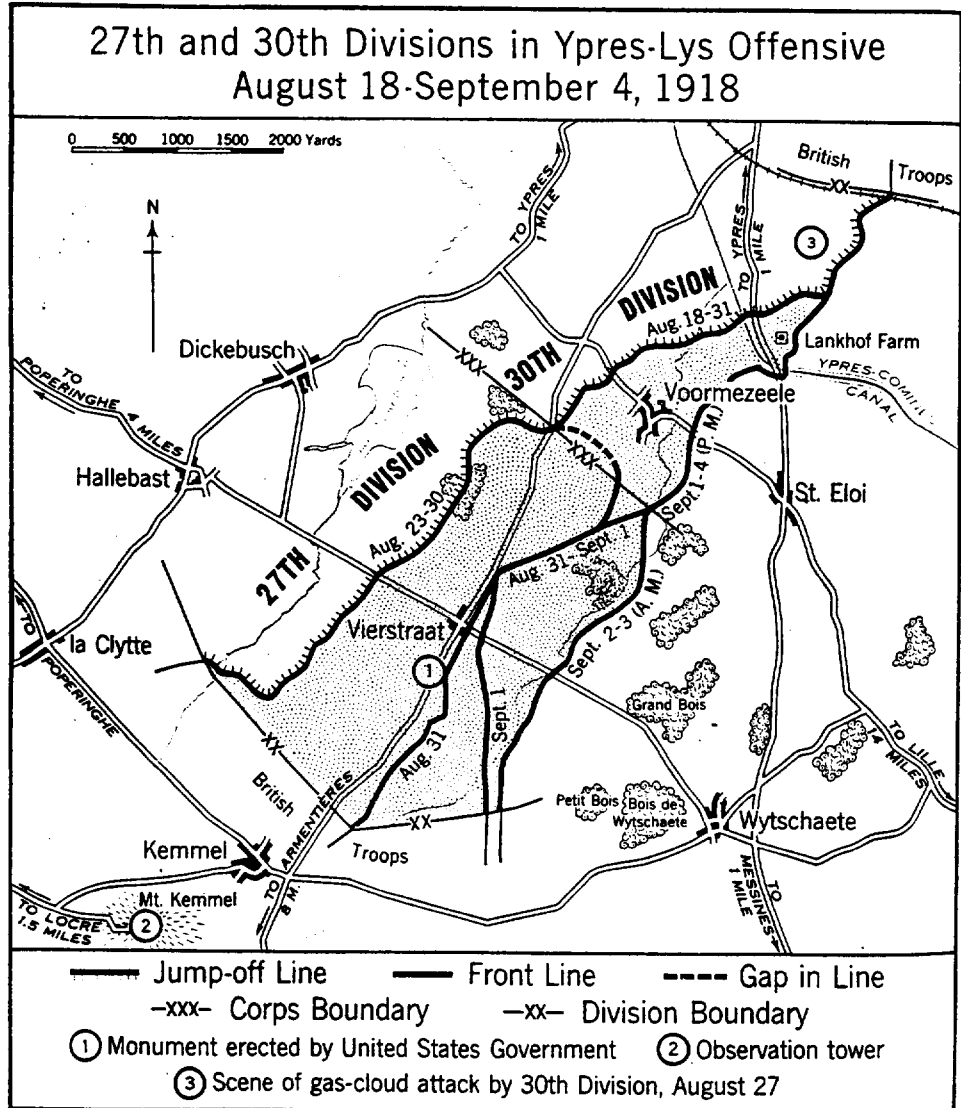 27th and 30th Divisions in Ypres-Lys Offensive
August 18-September 4, 1918
0 500 1000 1500 2000 Yards
N
TO YPRES
1 MILE
British
XX
Troops
TO YPRES
1 MILE
3
30TH DIVISION
Aug. 18-31
Lankhof Farm
YPRES-COMINES
CANAL
Dickebusch
XXX
Voormezeele
TO
POPERINGHE 4 MILES
Hallebast
27TH DIVISION
Aug. 23-30
XXX
Sept. 1-4 (P. M.)
St. Eloi
Aug. 31-Sept. 1
Vierstraat
Sept. 2-3 (A. M.)
la Clytte
TO
POPERINGHE
1
Grand Bois
Sept. 1
Aug. 31
XX
British
TO LILLE
14 MILES
Petit Bois
Bois de
Wytschaete
Wytschaete
XX
Troops
Kemmel
TO ARMENTIÈRES
8 M.
TO
MESSINES
1 MILE
Mt. Kemmel
TO LOCRE
1.5 MILES
2
Jump-off Line Front Line Gap in Line
-XXX- Corps Boundary -XX- Division Boundary
1 Monument erected by United States Government 2 Observation tower
3 Scene of gas-cloud attack by 30th Division, August 27